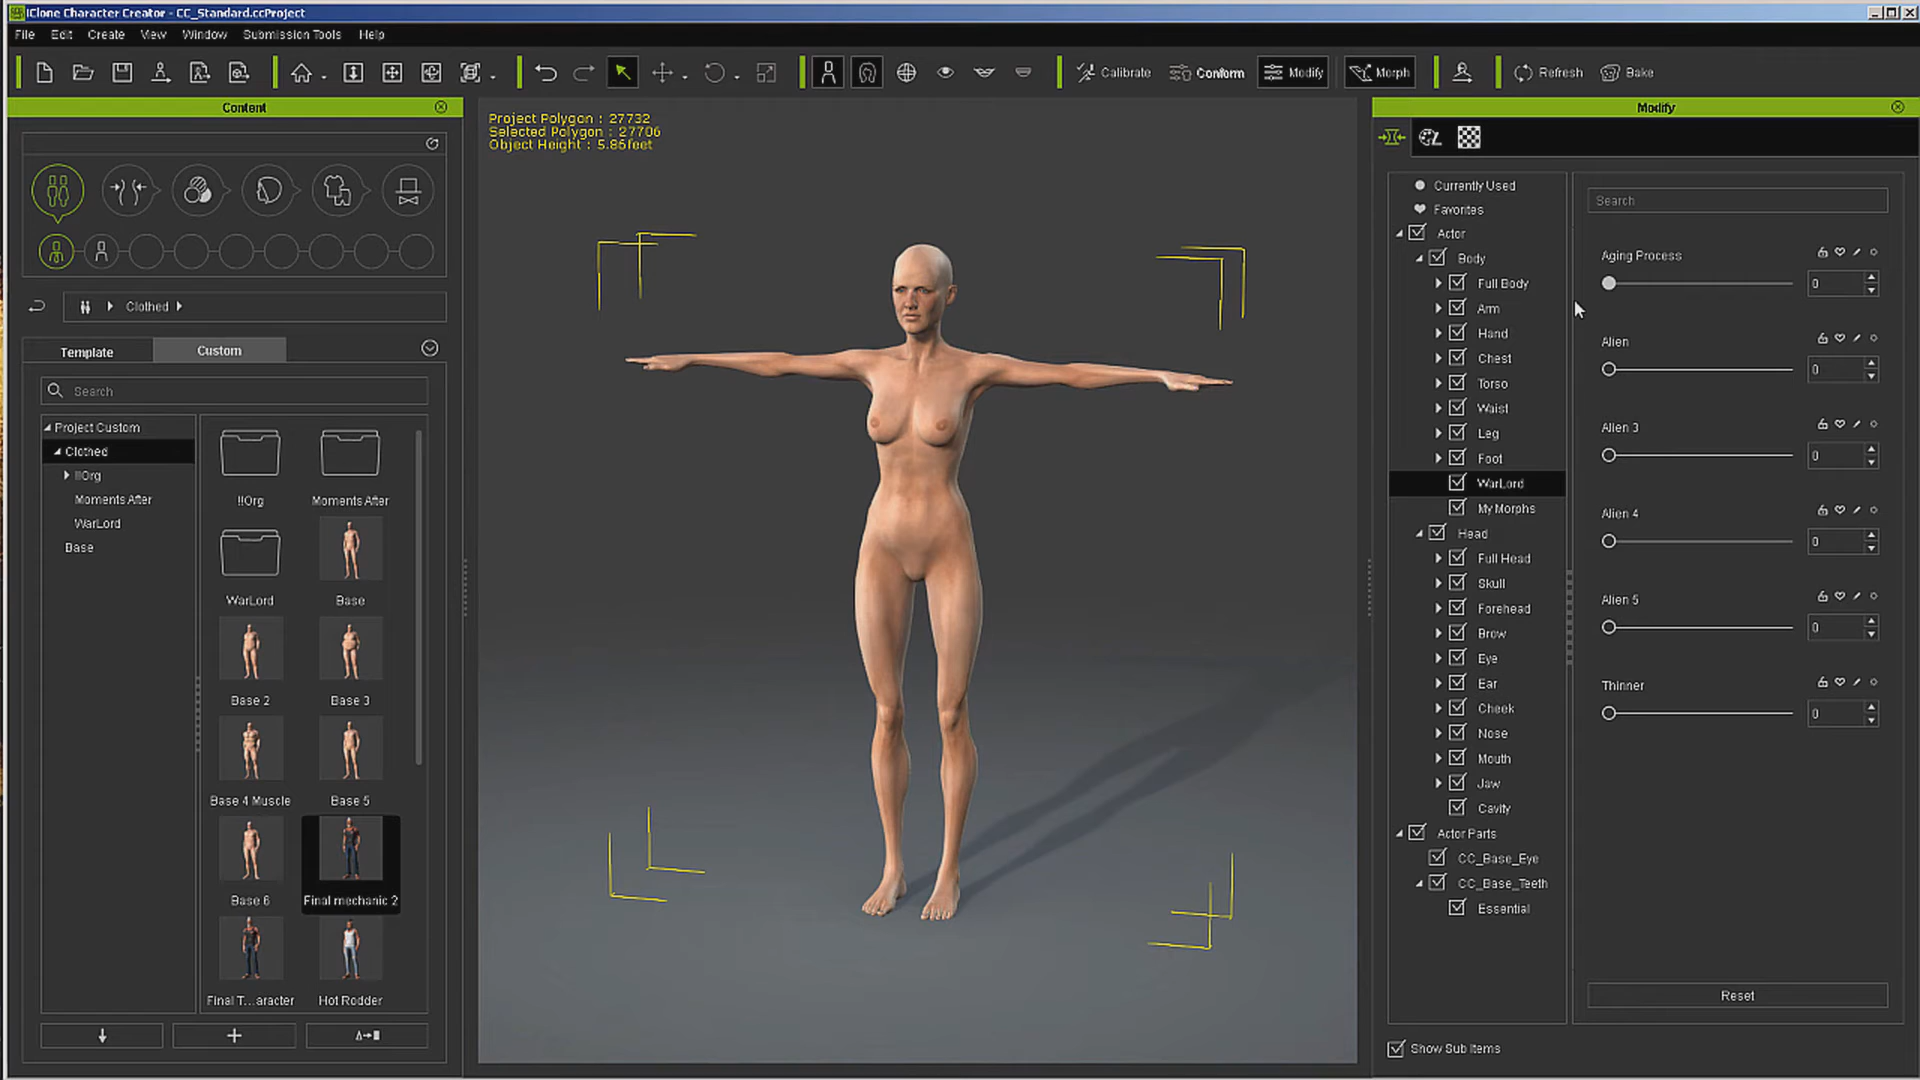 iClone Character Creator - CC_Standard.ccProject
File Edit Create View Window Submission Tools Help
Calibrate Conform Modify Morph Refresh Bake
Content
Clothed
Template Custom
Search
Project Custom
Clothed
!!Org
Moments After
WarLord
Base
!!Org Moments After
WarLord Base
Base 2 Base 3
Base 4 Muscle Base 5
Base 6 Final mechanic 2
Final T...aracter Hot Rodder
Project Polygon : 27732
Selected Polygon : 27706
Object Height : 5.86feet
Modify
Currently Used
Favorites
Actor
Body
Full Body
Arm
Hand
Chest
Torso
Waist
Leg
Foot
WarLord
My Morphs
Head
Full Head
Skull
Forehead
Brow
Eye
Ear
Cheek
Nose
Mouth
Jaw
Cavity
Actor Parts
CC_Base_Eye
CC_Base_Teeth
Essential
Show Sub Items
Search
Aging Process
0
Alien
0
Alien 3
0
Alien 4
0
Alien 5
0
Thinner
0
Reset